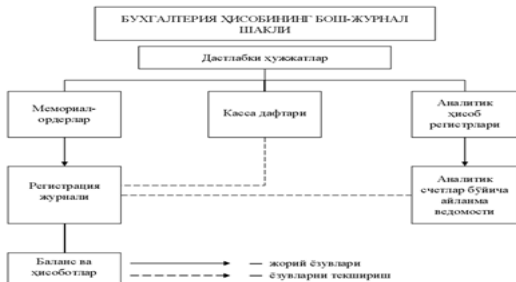 БУХГАЛТЕРИЯ ҲИСОБИНИНГ БОШ-ЖУРНАЛ
ШАКЛИ
Дастлабки ҳужжатлар
Мемориал-
ордерлар
Касса дафтари
Аналитик
ҳисоб
регистрлари
Регистрация
журнали
Аналитик
счетлар бўйича
айланма
ведомости
Баланс ва
ҳисоботлар
— жорий ёзувлари
— ёзувларни текшириш